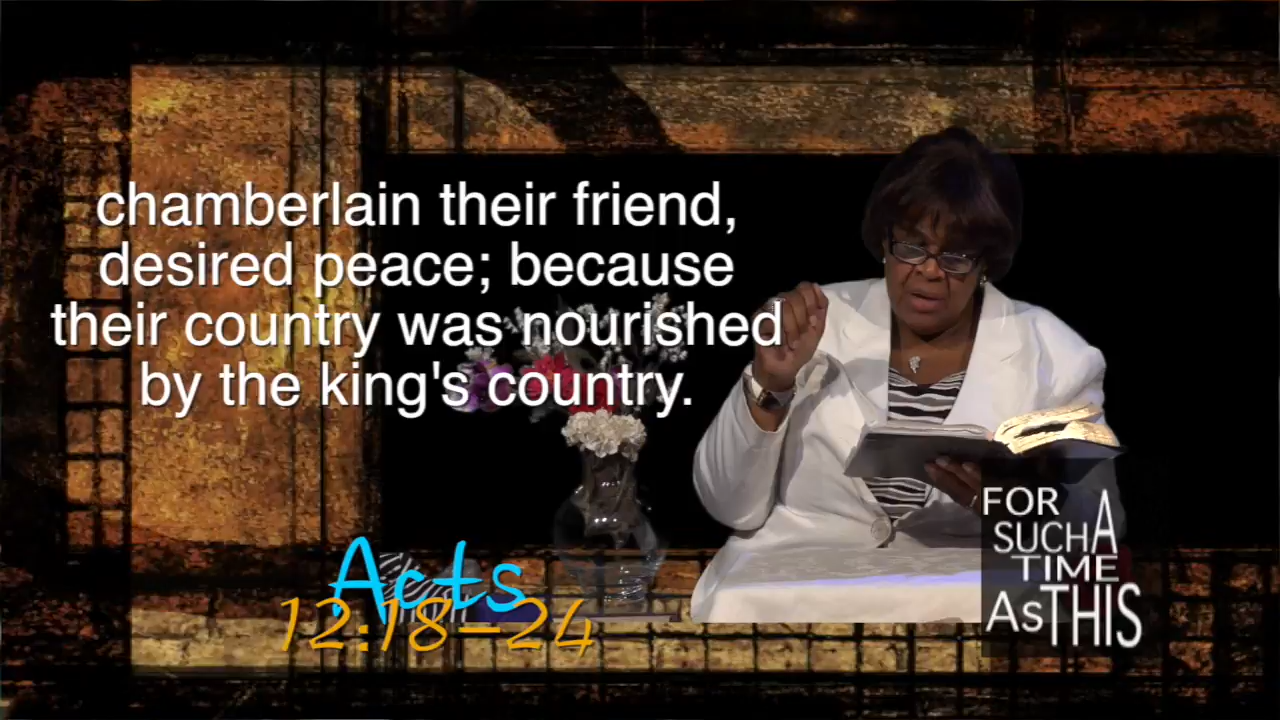 chamberlain their friend,
desired peace; because
their country was nourished
by the king's country.
Acts
12:18–24
FOR
SUCH A
TIME
AS THIS